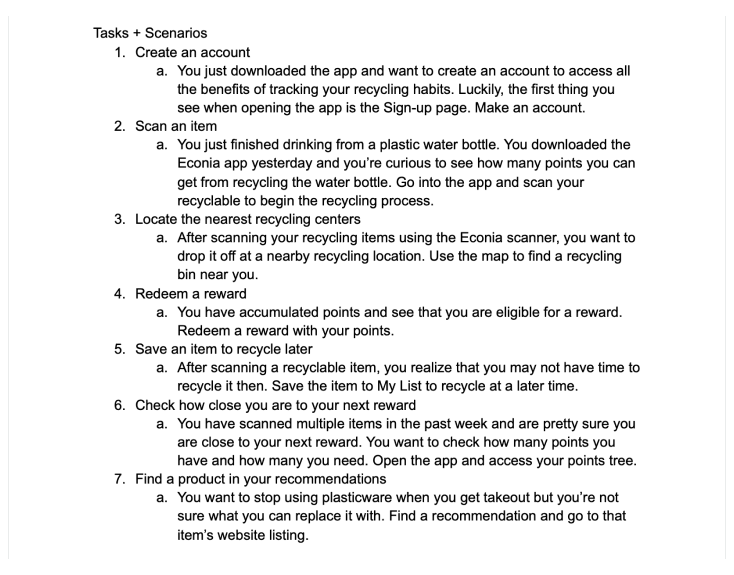 Tasks + Scenarios
1. Create an account
a. You just downloaded the app and want to create an account to access all
the benefits of tracking your recycling habits. Luckily, the first thing you
see when opening the app is the Sign-up page. Make an account.
2. Scan an item
a. You just finished drinking from a plastic water bottle. You downloaded the
Econia app yesterday and you're curious to see how many points you can
get from recycling the water bottle. Go into the app and scan your
recyclable to begin the recycling process.
3. Locate the nearest recycling centers
a. After scanning your recycling items using the Econia scanner, you want to
drop it off at a nearby recycling location. Use the map to find a recycling
bin near you.
4. Redeem a reward
a. You have accumulated points and see that you are eligible for a reward.
Redeem a reward with your points.
5. Save an item to recycle later
a. After scanning a recyclable item, you realize that you may not have time to
recycle it then. Save the item to My List to recycle at a later time.
6. Check how close you are to your next reward
a. You have scanned multiple items in the past week and are pretty sure you
are close to your next reward. You want to check how many points you
have and how many you need. Open the app and access your points tree.
7. Find a product in your recommendations
a. You want to stop using plasticware when you get takeout but you're not
sure what you can replace it with. Find a recommendation and go to that
item's website listing.